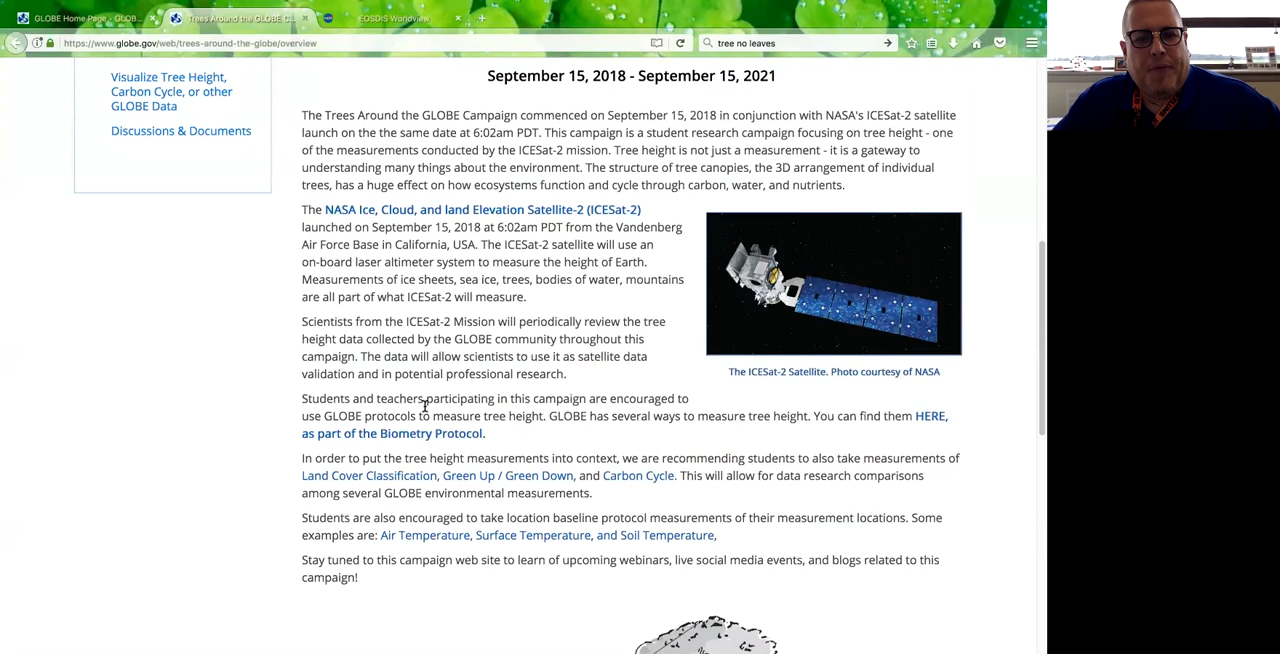 GLOBE Home Page - GLOB...
Trees Around the GLOBE C...
EOSDIS Worldview
https://www.globe.gov/web/trees-around-the-globe/overview
tree no leaves
Visualize Tree Height,
Carbon Cycle, or other
GLOBE Data
Discussions & Documents
September 15, 2018 - September 15, 2021
The Trees Around the GLOBE Campaign commenced on September 15, 2018 in conjunction with NASA's ICESat-2 satellite
launch on the the same date at 6:02am PDT. This campaign is a student research campaign focusing on tree height - one
of the measurements conducted by the ICESat-2 mission. Tree height is not just a measurement - it is a gateway to
understanding many things about the environment. The structure of tree canopies, the 3D arrangement of individual
trees, has a huge effect on how ecosystems function and cycle through carbon, water, and nutrients.
The NASA Ice, Cloud, and land Elevation Satellite-2 (ICESat-2)
launched on September 15, 2018 at 6:02am PDT from the Vandenberg
Air Force Base in California, USA. The ICESat-2 satellite will use an
on-board laser altimeter system to measure the height of Earth.
Measurements of ice sheets, sea ice, trees, bodies of water, mountains
are all part of what ICESat-2 will measure.
Scientists from the ICESat-2 Mission will periodically review the tree
height data collected by the GLOBE community throughout this
campaign. The data will allow scientists to use it as satellite data
validation and in potential professional research.
The ICESat-2 Satellite. Photo courtesy of NASA
Students and teachers participating in this campaign are encouraged to
use GLOBE protocols to measure tree height. GLOBE has several ways to measure tree height. You can find them HERE,
as part of the Biometry Protocol.
In order to put the tree height measurements into context, we are recommending students to also take measurements of
Land Cover Classification, Green Up / Green Down, and Carbon Cycle. This will allow for data research comparisons
among several GLOBE environmental measurements.
Students are also encouraged to take location baseline protocol measurements of their measurement locations. Some
examples are: Air Temperature, Surface Temperature, and Soil Temperature,
Stay tuned to this campaign web site to learn of upcoming webinars, live social media events, and blogs related to this
campaign!